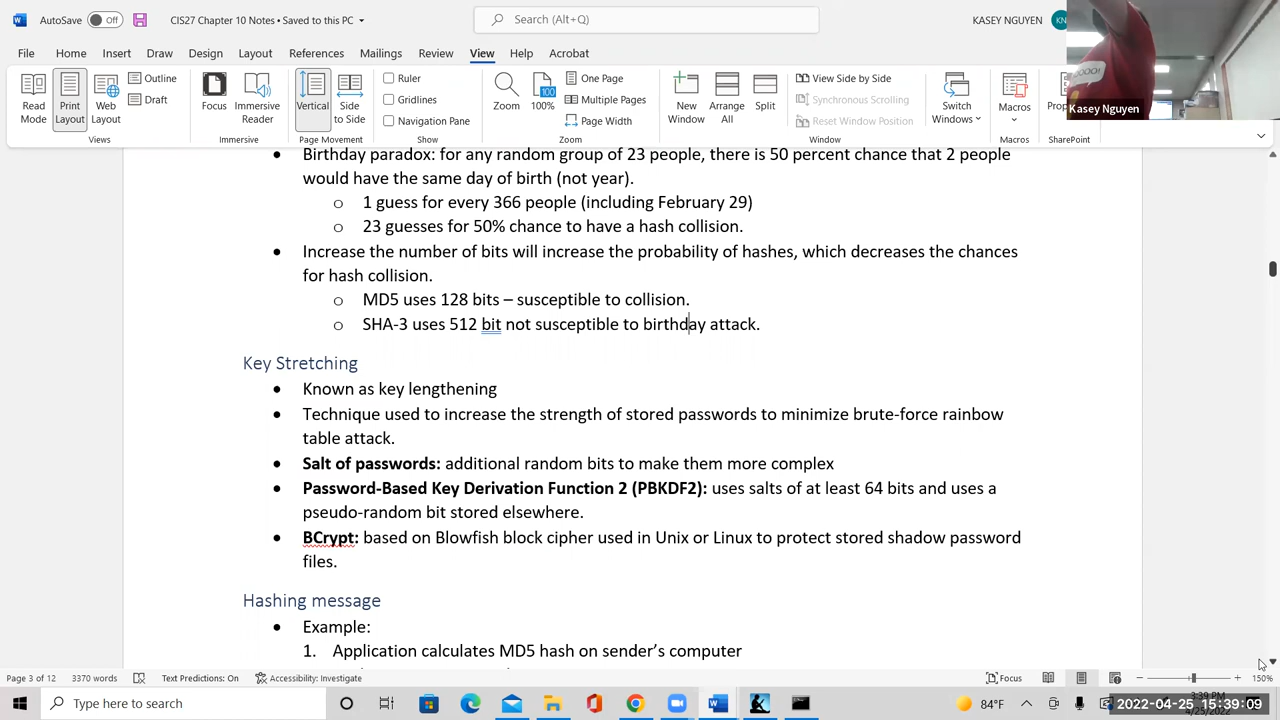 AutoSave Off CIS27 Chapter 10 Notes • Saved to this PC Search (Alt+Q) KASEY NGUYEN KN
File Home Insert Draw Design Layout References Mailings Review View Help Acrobat
Read Mode Print Layout Web Layout Outline Draft Views
Focus Immersive Reader Immersive
Vertical Side to Side Page Movement
Ruler Gridlines Navigation Pane Show
Zoom 100% One Page Multiple Pages Page Width Zoom
New Window Arrange All Split View Side by Side Synchronous Scrolling Reset Window Position Switch Windows Window
Macros Macros
SharePoint
Kasey Nguyen
Birthday paradox: for any random group of 23 people, there is 50 percent chance that 2 people
would have the same day of birth (not year).
1 guess for every 366 people (including February 29)
23 guesses for 50% chance to have a hash collision.
Increase the number of bits will increase the probability of hashes, which decreases the chances
for hash collision.
MD5 uses 128 bits – susceptible to collision.
SHA-3 uses 512 bit not susceptible to birthday attack.
Key Stretching
Known as key lengthening
Technique used to increase the strength of stored passwords to minimize brute-force rainbow
table attack.
Salt of passwords: additional random bits to make them more complex
Password-Based Key Derivation Function 2 (PBKDF2): uses salts of at least 64 bits and uses a
pseudo-random bit stored elsewhere.
BCrypt: based on Blowfish block cipher used in Unix or Linux to protect stored shadow password
files.
Hashing message
Example:
1. Application calculates MD5 hash on sender's computer
Page 3 of 12 3370 words Text Predictions: On Accessibility: Investigate Focus 150%
Type here to search 84°F 2022-04-25 15:39:09